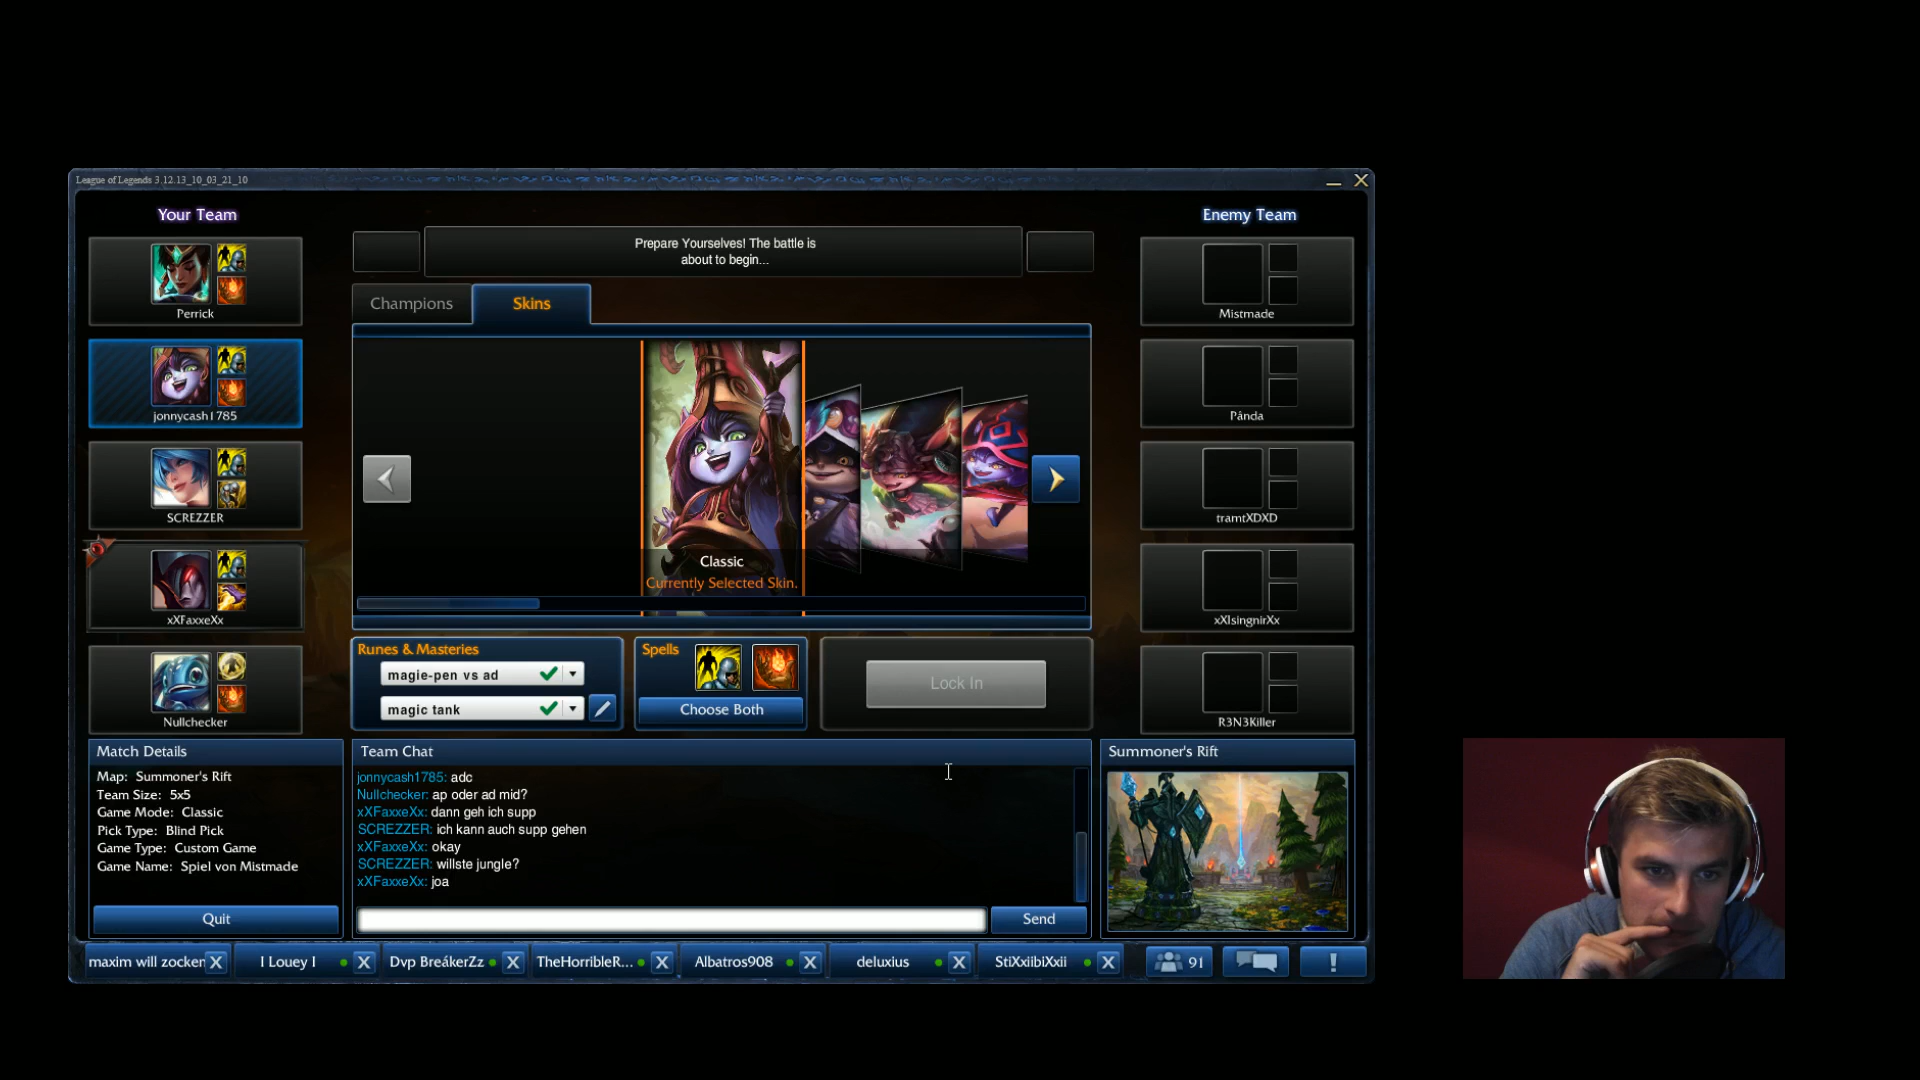 League of Legends 3.12.13_10_03_21_10
Your Team
Enemy Team
Prepare Yourselves! The battle is
about to begin...
Champions
Skins
Perrick
jonnycash1785
SCREZZER
xXFaxxeXx
Nullchecker
Classic
Currently Selected Skin.
Mistmade
Pánda
tramtXDXD
xXIsingnirXx
R3N3Killer
Runes & Masteries
magie-pen vs ad
magic tank
Spells
Choose Both
Lock In
Match Details
Map: Summoner's Rift
Team Size: 5x5
Game Mode: Classic
Pick Type: Blind Pick
Game Type: Custom Game
Game Name: Spiel von Mistmade
Quit
Team Chat
jonnycash1785: adc
Nullchecker: ap oder ad mid?
xXFaxxeXx: dann geh ich supp
SCREZZER: ich kann auch supp gehen
xXFaxxeXx: okay
SCREZZER: willste jungle?
xXFaxxeXx: joa
Send
Summoner's Rift
maxim will zocken
I Louey I
Dvp BreákerZz
TheHorribleR...
Albatros908
deluxius
StiXxiibiXxii
91